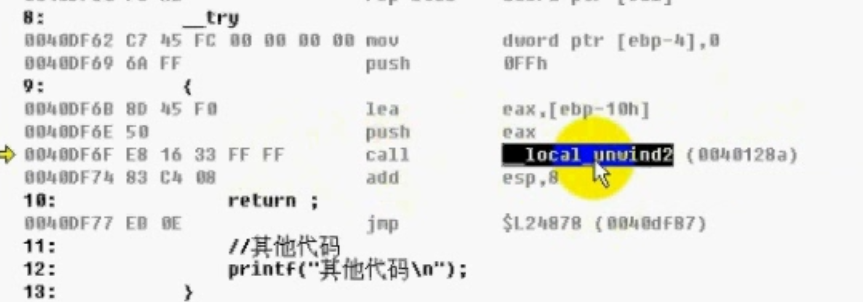 8: __try
0040DF62 C7 45 FC 00 00 00 00 mov dword ptr [ebp-4],0
0040DF69 6A FF push 0FFh
9: {
0040DF6B 8D 45 F0 lea eax,[ebp-10h]
0040DF6E 50 push eax
0040DF6F E8 16 33 FF FF call __local_unwind2 (0040128a)
0040DF74 83 C4 08 add esp,8
10: return ;
0040DF77 EB 0E jmp $L24878 (0040df87)
11: //其他代码
12: printf("其他代码\n");
13: }